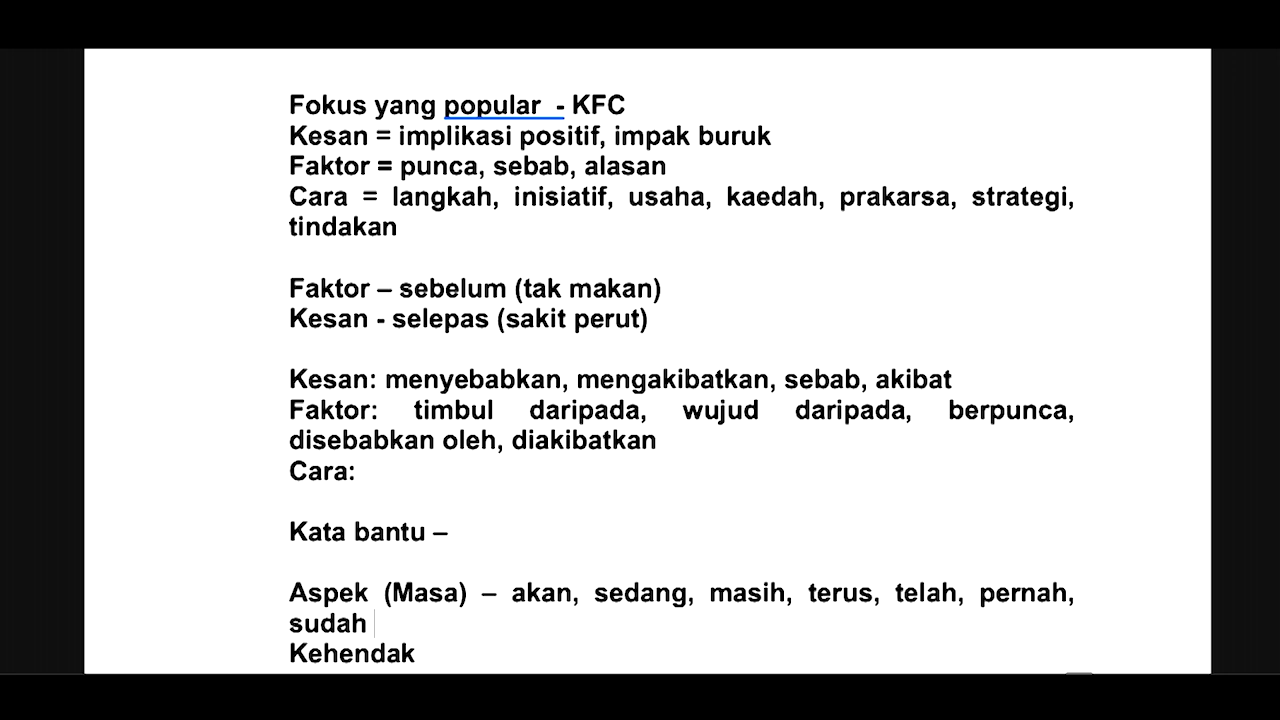 Fokus yang popular - KFC
Kesan = implikasi positif, impak buruk
Faktor = punca, sebab, alasan
Cara = langkah, inisiatif, usaha, kaedah, prakarsa, strategi,
tindakan
Faktor – sebelum (tak makan)
Kesan - selepas (sakit perut)
Kesan: menyebabkan, mengakibatkan, sebab, akibat
Faktor: timbul daripada, wujud daripada, berpunca,
disebabkan oleh, diakibatkan
Cara:
Kata bantu –
Aspek (Masa) – akan, sedang, masih, terus, telah, pernah,
sudah
Kehendak